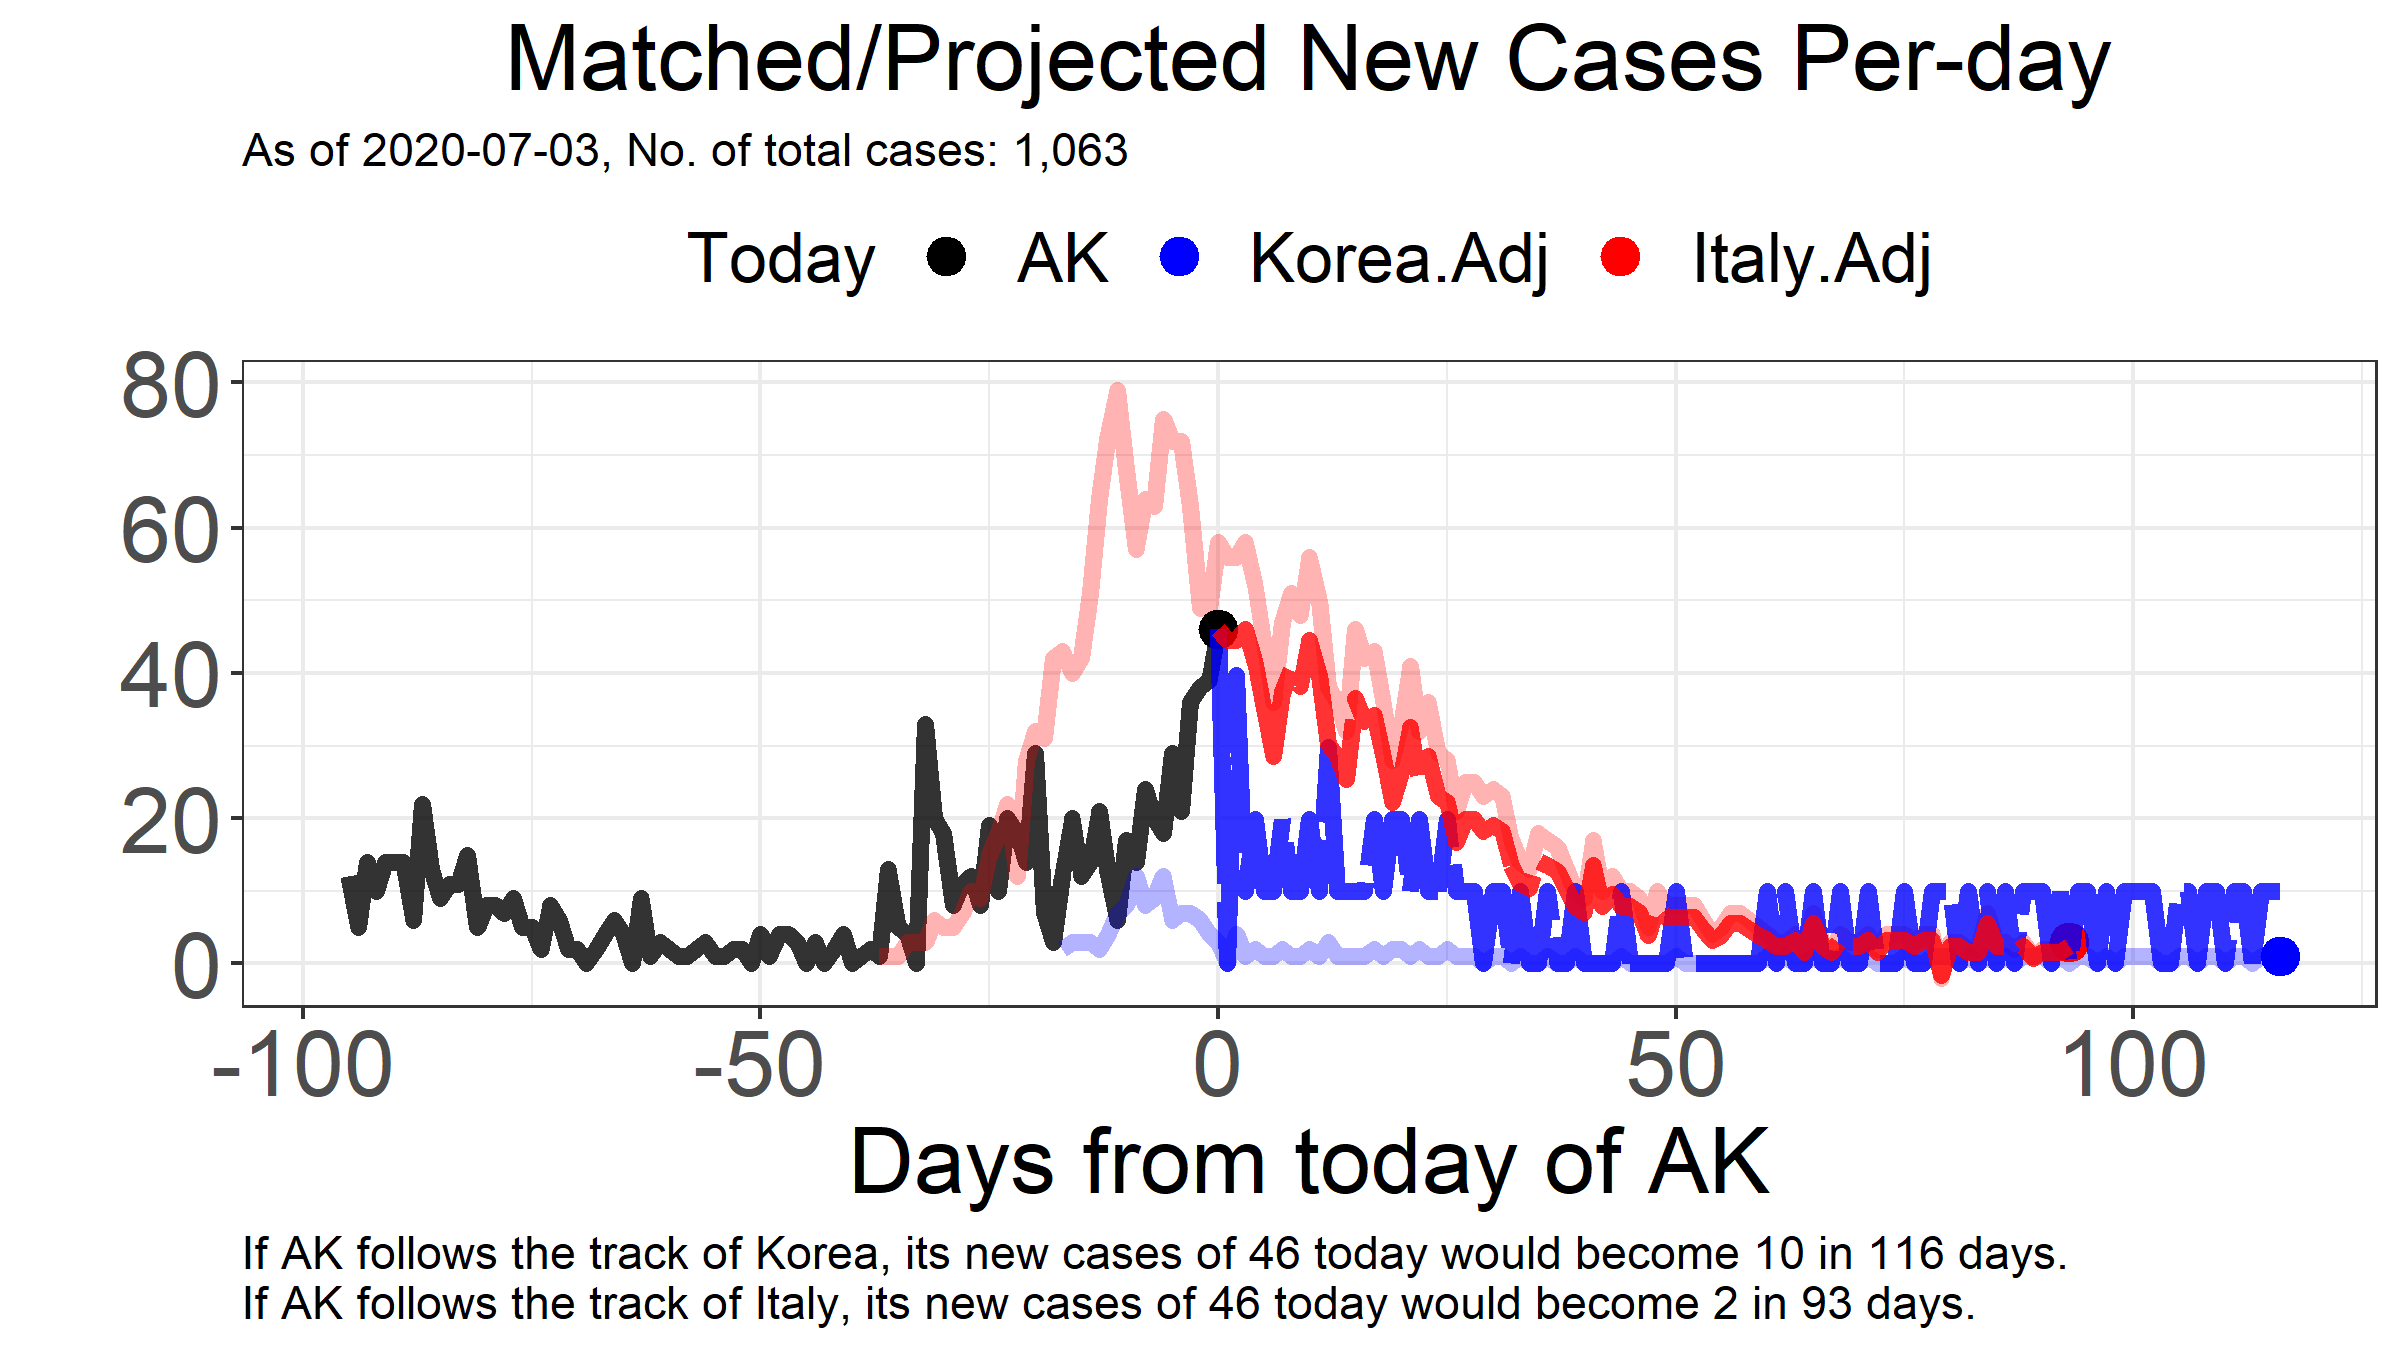 Matched/Projected New Cases Per-day
As of 2020-07-03, No. of total cases: 1,063
Today AK Korea.Adj Italy.Adj
80
60
40
20
0
-100 -50 0 50 100
Days from today of AK
If AK follows the track of Korea, its new cases of 46 today would become 10 in 116 days.
If AK follows the track of Italy, its new cases of 46 today would become 2 in 93 days.